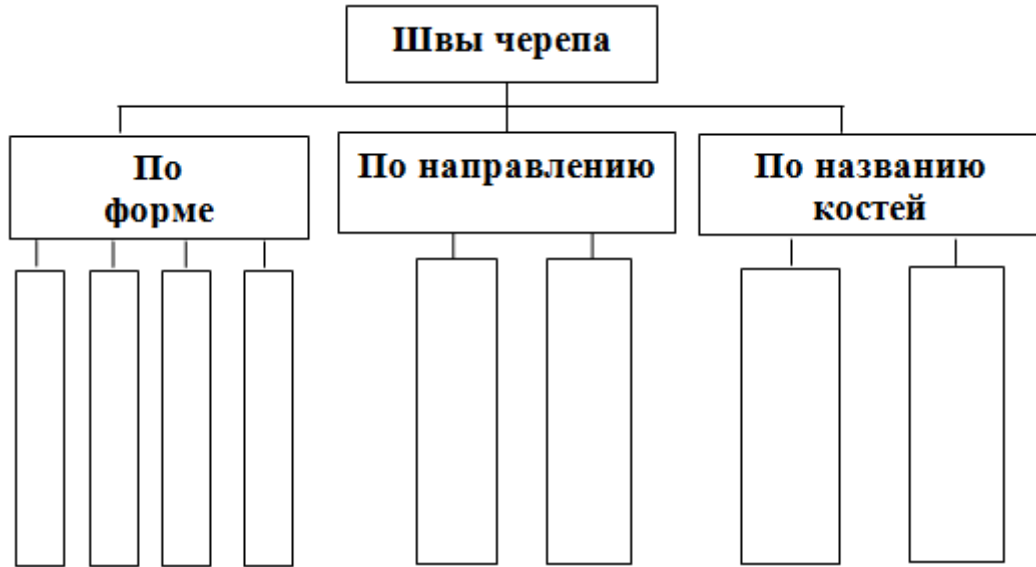 Швы черепа
По
форме
По направлению
По названию
костей